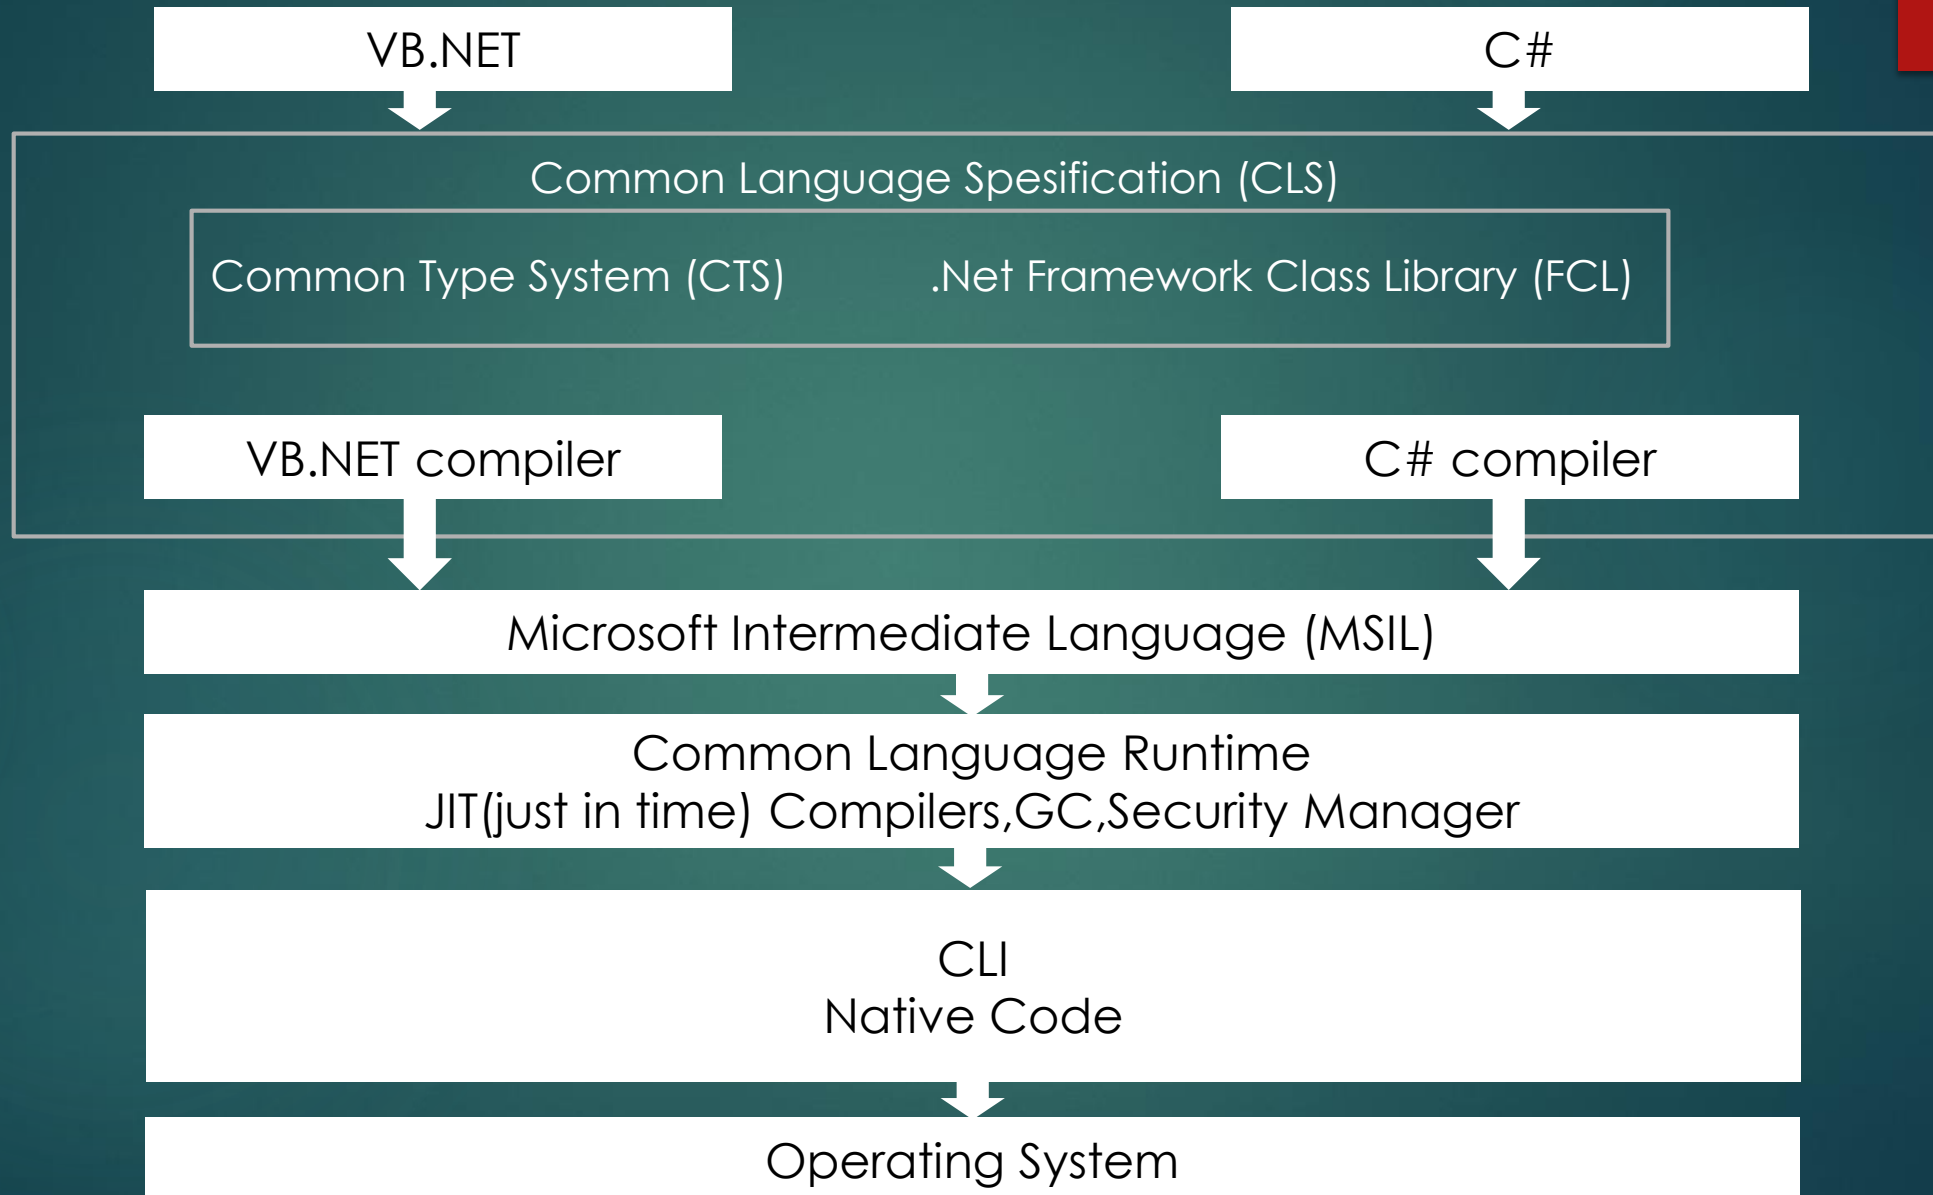 VB.NET
C#
Common Language Spesification (CLS)
Common Type System (CTS)
.Net Framework Class Library (FCL)
VB.NET compiler
C# compiler
Microsoft Intermediate Language (MSIL)
Common Language Runtime
JIT(just in time) Compilers,GC,Security Manager
CLI
Native Code
Operating System